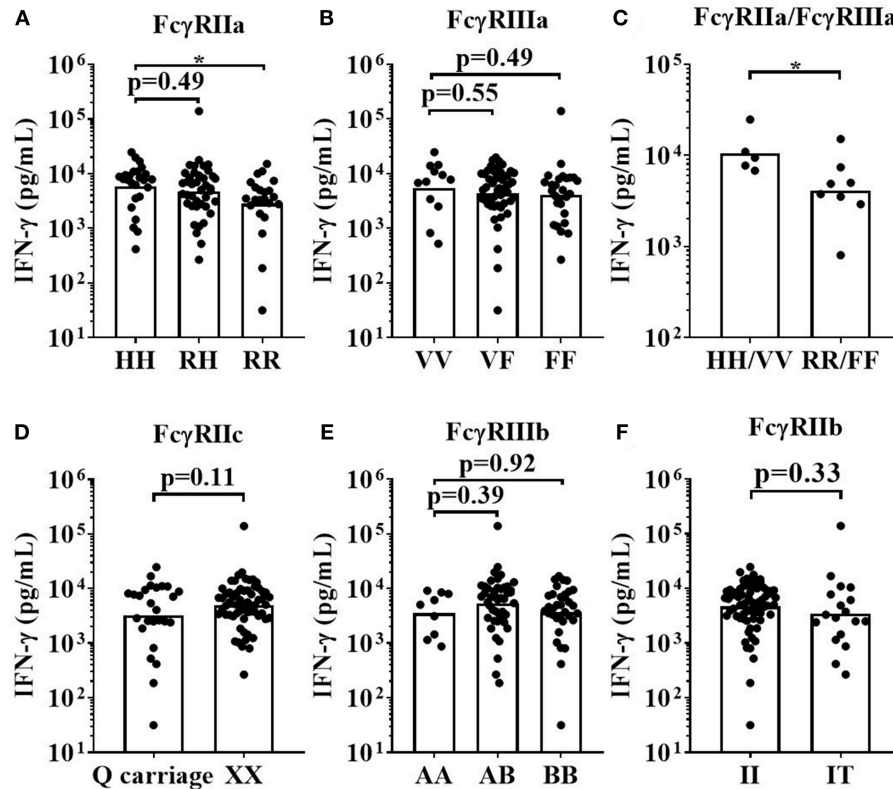 A FcγRIIa
*
p=0.49
IFN-γ (pg/mL)
10⁶
10⁵
10⁴
10³
10²
10¹
HH RH RR
B FcγRIIIa
p=0.49
p=0.55
IFN-γ (pg/mL)
10⁶
10⁵
10⁴
10³
10²
10¹
VV VF FF
C FcγRIIa/FcγRIIIa
*
IFN-γ (pg/mL)
10⁵
10⁴
10³
10²
HH/VV RR/FF
D FcγRIIc
p=0.11
IFN-γ (pg/mL)
10⁶
10⁵
10⁴
10³
10²
10¹
Q carriage XX
E FcγRIIIb
p=0.92
p=0.39
IFN-γ (pg/mL)
10⁶
10⁵
10⁴
10³
10²
10¹
AA AB BB
F FcγRIIb
p=0.33
IFN-γ (pg/mL)
10⁶
10⁵
10⁴
10³
10²
10¹
II IT